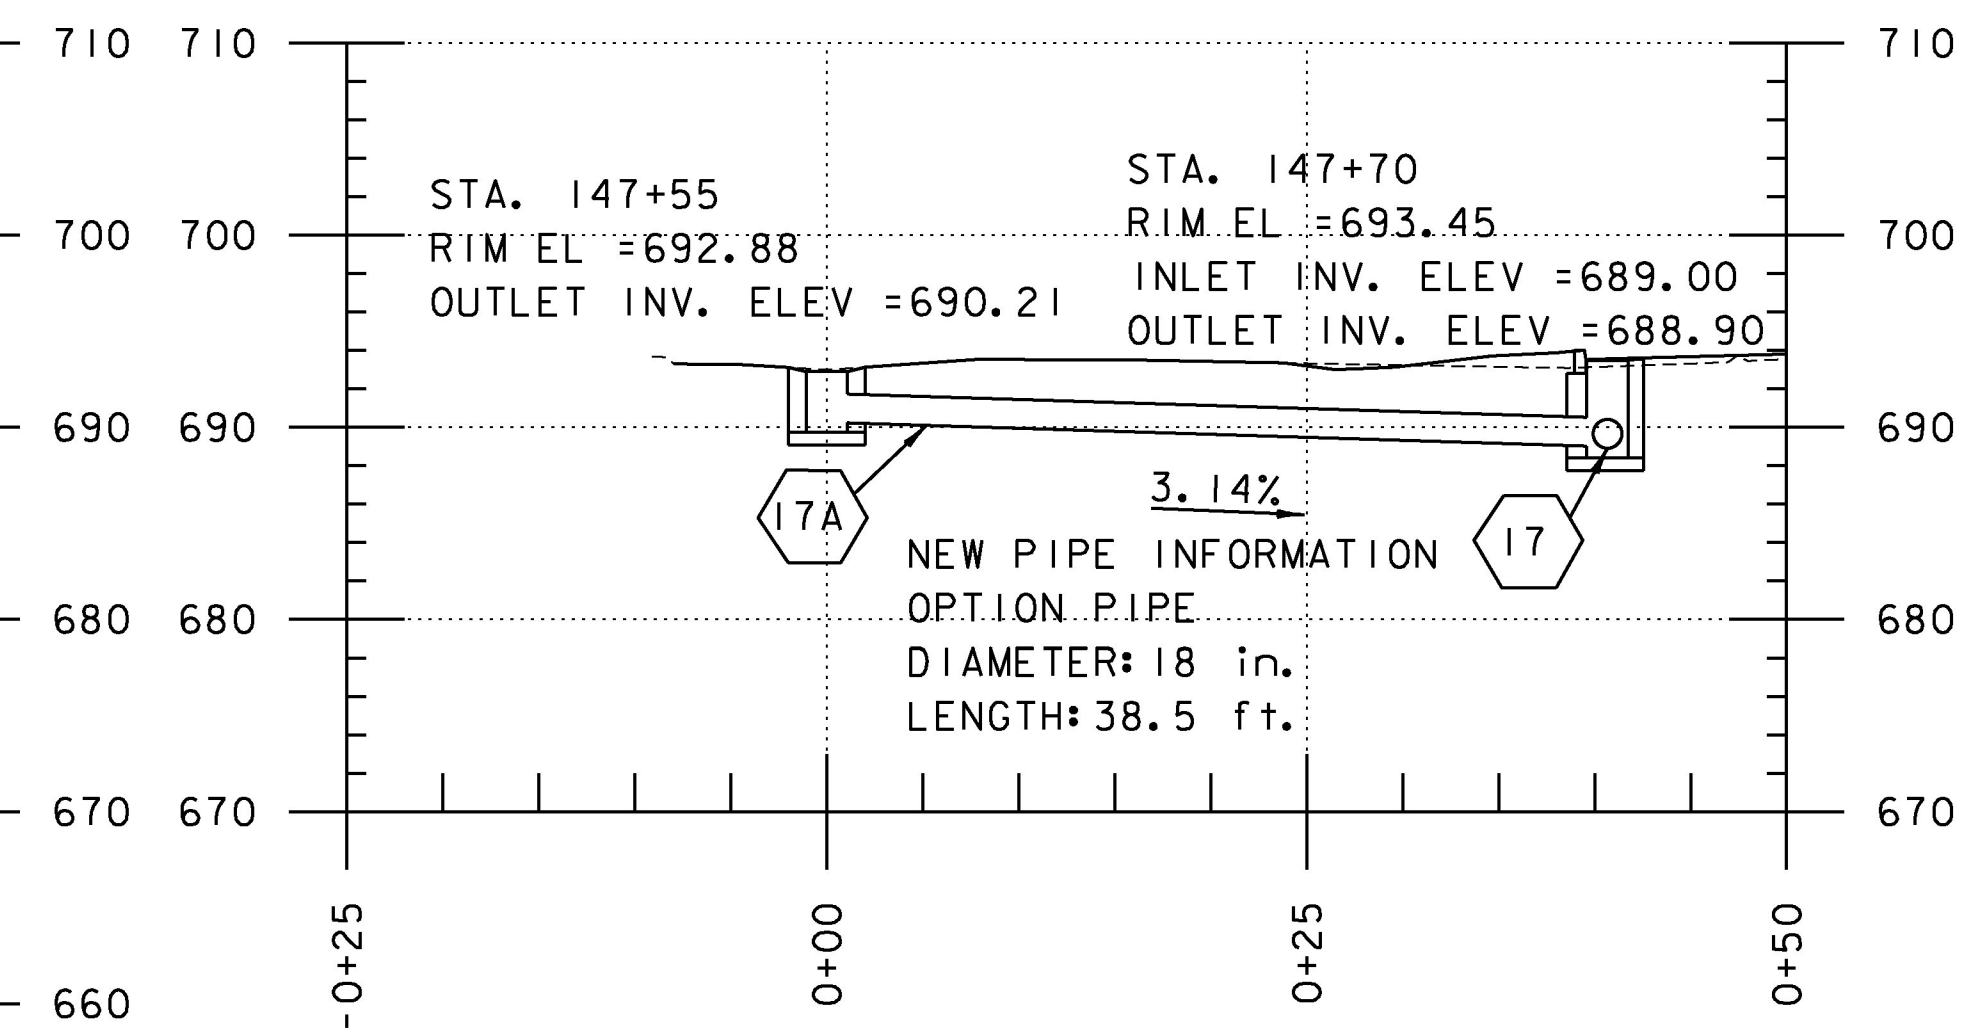 710 710 710
STA. 147+70
STA. 147+55
RIM EL =693.45
700 700 700
RIM EL =692.88
INLET INV. ELEV =689.00
OUTLET INV. ELEV =690.21
OUTLET INV. ELEV =688.90
690 690 690
3.14%
17A
17
NEW PIPE INFORMATION
OPTION PIPE
680 680 680
DIAMETER: 18 in.
LENGTH: 38.5 ft.
670 670 670
-0+25
0+00
0+25
0+50
660